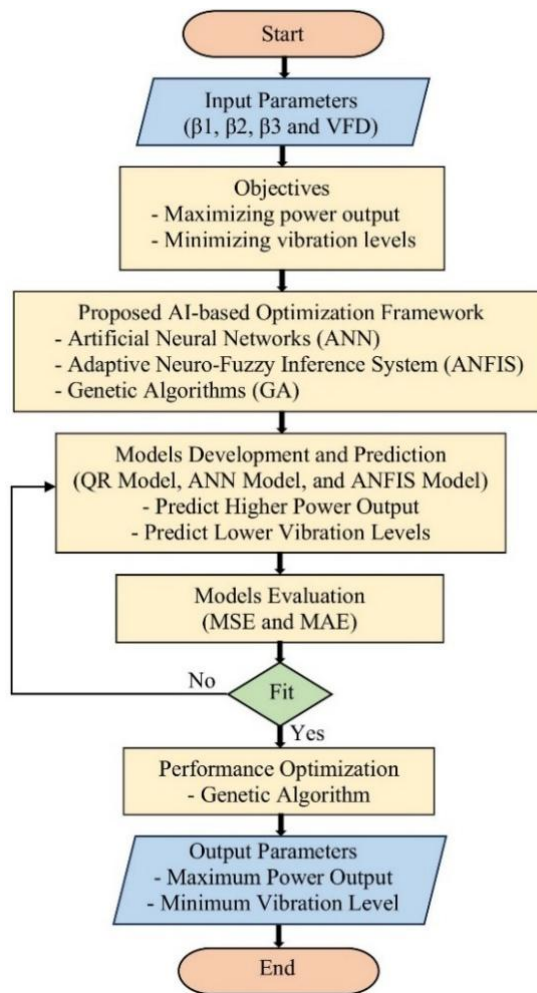 Start
Input Parameters
(β1, β2, β3 and VFD)
Objectives
- Maximizing power output
- Minimizing vibration levels
Proposed AI-based Optimization Framework
- Artificial Neural Networks (ANN)
- Adaptive Neuro-Fuzzy Inference System (ANFIS)
- Genetic Algorithms (GA)
Models Development and Prediction
(QR Model, ANN Model, and ANFIS Model)
- Predict Higher Power Output
- Predict Lower Vibration Levels
Models Evaluation
(MSE and MAE)
No
Fit
Yes
Performance Optimization
- Genetic Algorithm
Output Parameters
- Maximum Power Output
- Minimum Vibration Level
End